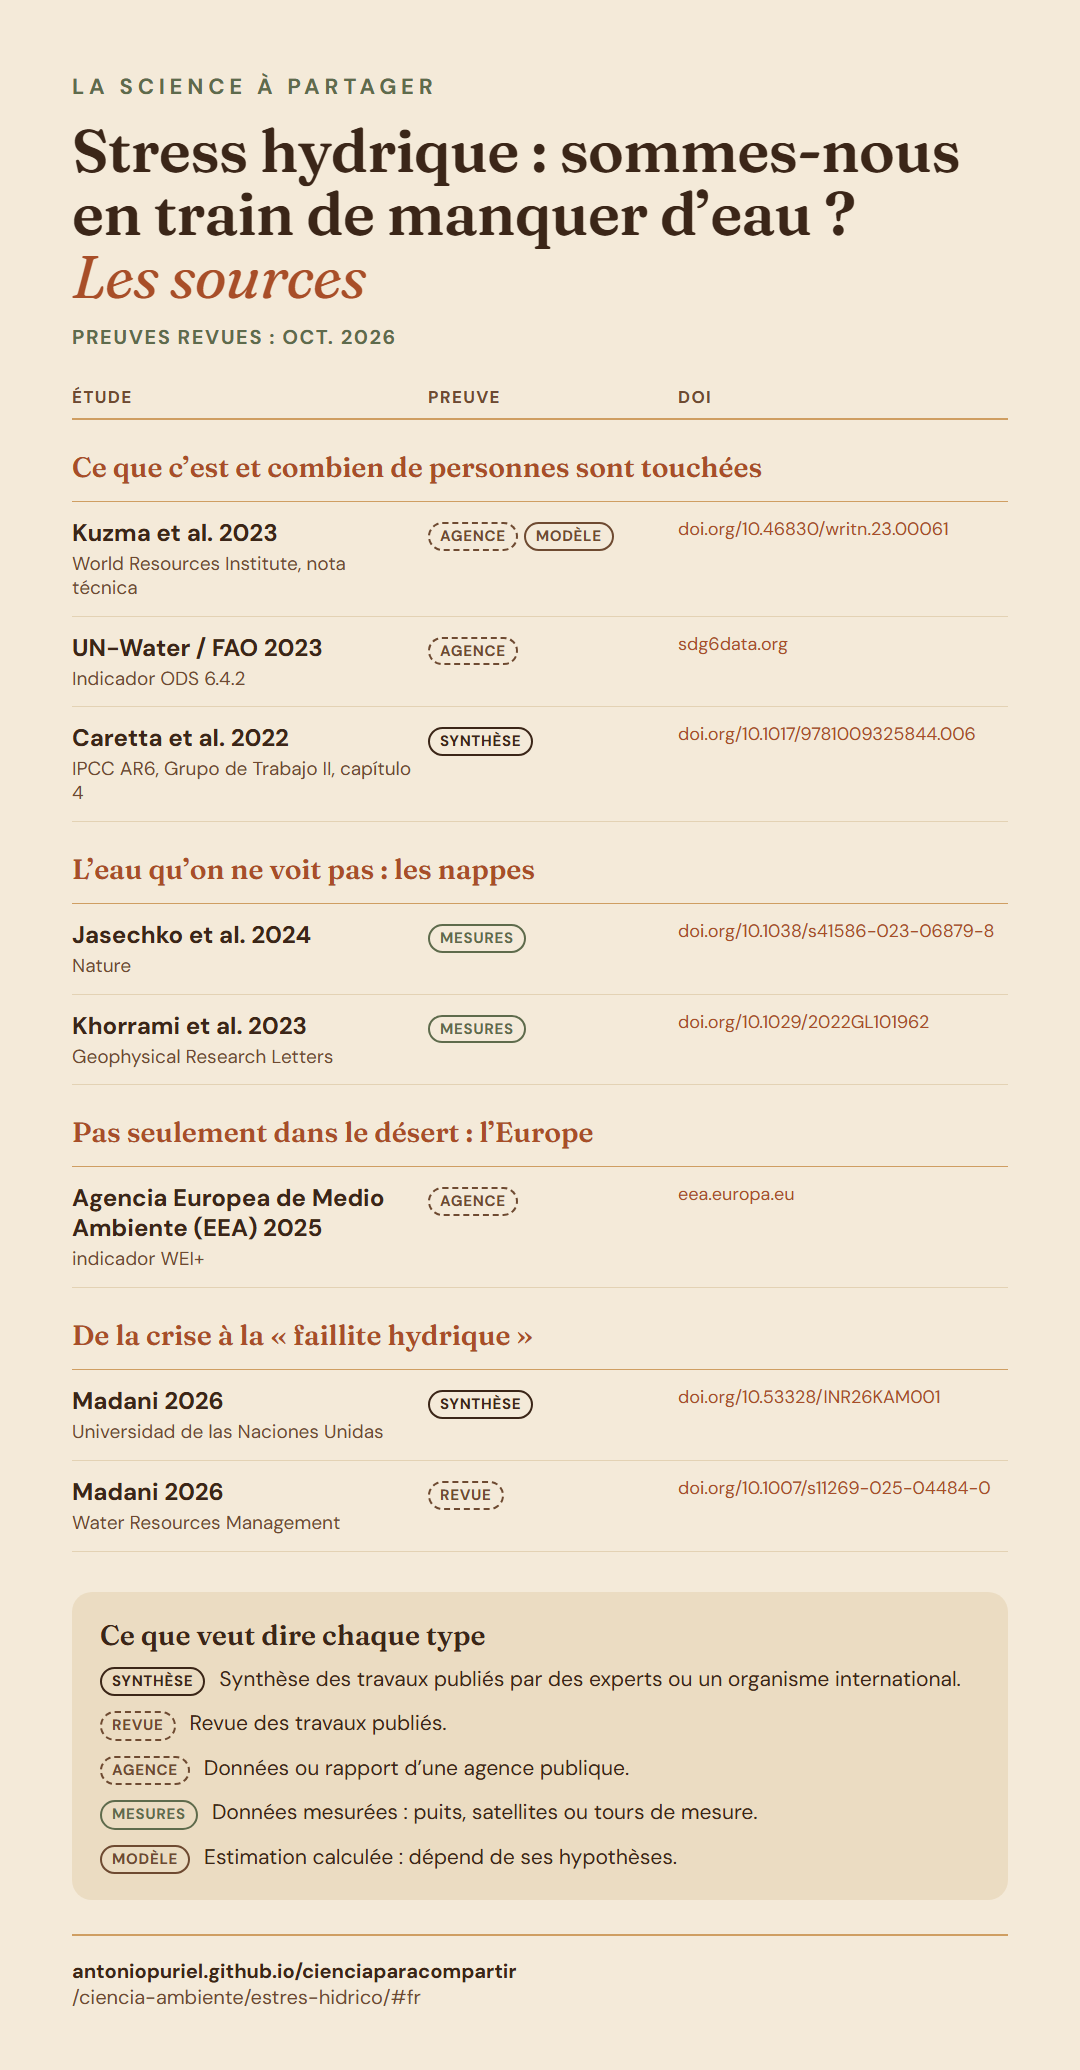 LA SCIENCE À PARTAGER
Stress hydrique : sommes-nous
en train de manquer d’eau ?
Les sources
PREUVES REVUES : OCT. 2026
ÉTUDE PREUVE DOI
Ce que c’est et combien de personnes sont touchées
Kuzma et al. 2023 AGENCE MODÈLE doi.org/10.46830/writn.23.00061
World Resources Institute, nota
técnica
UN-Water / FAO 2023 AGENCE sdg6data.org
Indicador ODS 6.4.2
Caretta et al. 2022 SYNTHÈSE doi.org/10.1017/9781009325844.006
IPCC AR6, Grupo de Trabajo II, capítulo
4
L’eau qu’on ne voit pas : les nappes
Jasechko et al. 2024 MESURES doi.org/10.1038/s41586-023-06879-8
Nature
Khorrami et al. 2023 MESURES doi.org/10.1029/2022GL101962
Geophysical Research Letters
Pas seulement dans le désert : l’Europe
Agencia Europea de Medio AGENCE eea.europa.eu
Ambiente (EEA) 2025
indicador WEI+
De la crise à la « faillite hydrique »
Madani 2026 SYNTHÈSE doi.org/10.53328/INR26KAM001
Universidad de las Naciones Unidas
Madani 2026 REVUE doi.org/10.1007/s11269-025-04484-0
Water Resources Management
Ce que veut dire chaque type
SYNTHÈSE Synthèse des travaux publiés par des experts ou un organisme international.
REVUE Revue des travaux publiés.
AGENCE Données ou rapport d’une agence publique.
MESURES Données mesurées : puits, satellites ou tours de mesure.
MODÈLE Estimation calculée : dépend de ses hypothèses.
antoniopuriel.github.io/cienciaparacompartir
/ciencia-ambiente/estres-hidrico/#fr